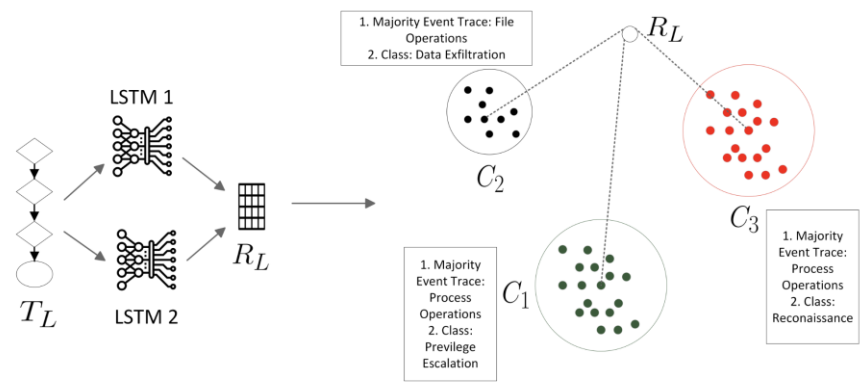 1. Majority Event Trace: File
Operations
2. Class: Data Exfiltration
R_L
LSTM 1
C_2
C_3
R_L
T_L
LSTM 2
C_1
1. Majority
Event Trace:
Process
Operations
2. Class:
Previlege
Escalation
1. Majority
Event Trace:
Process
Operations
2. Class:
Reconaissance